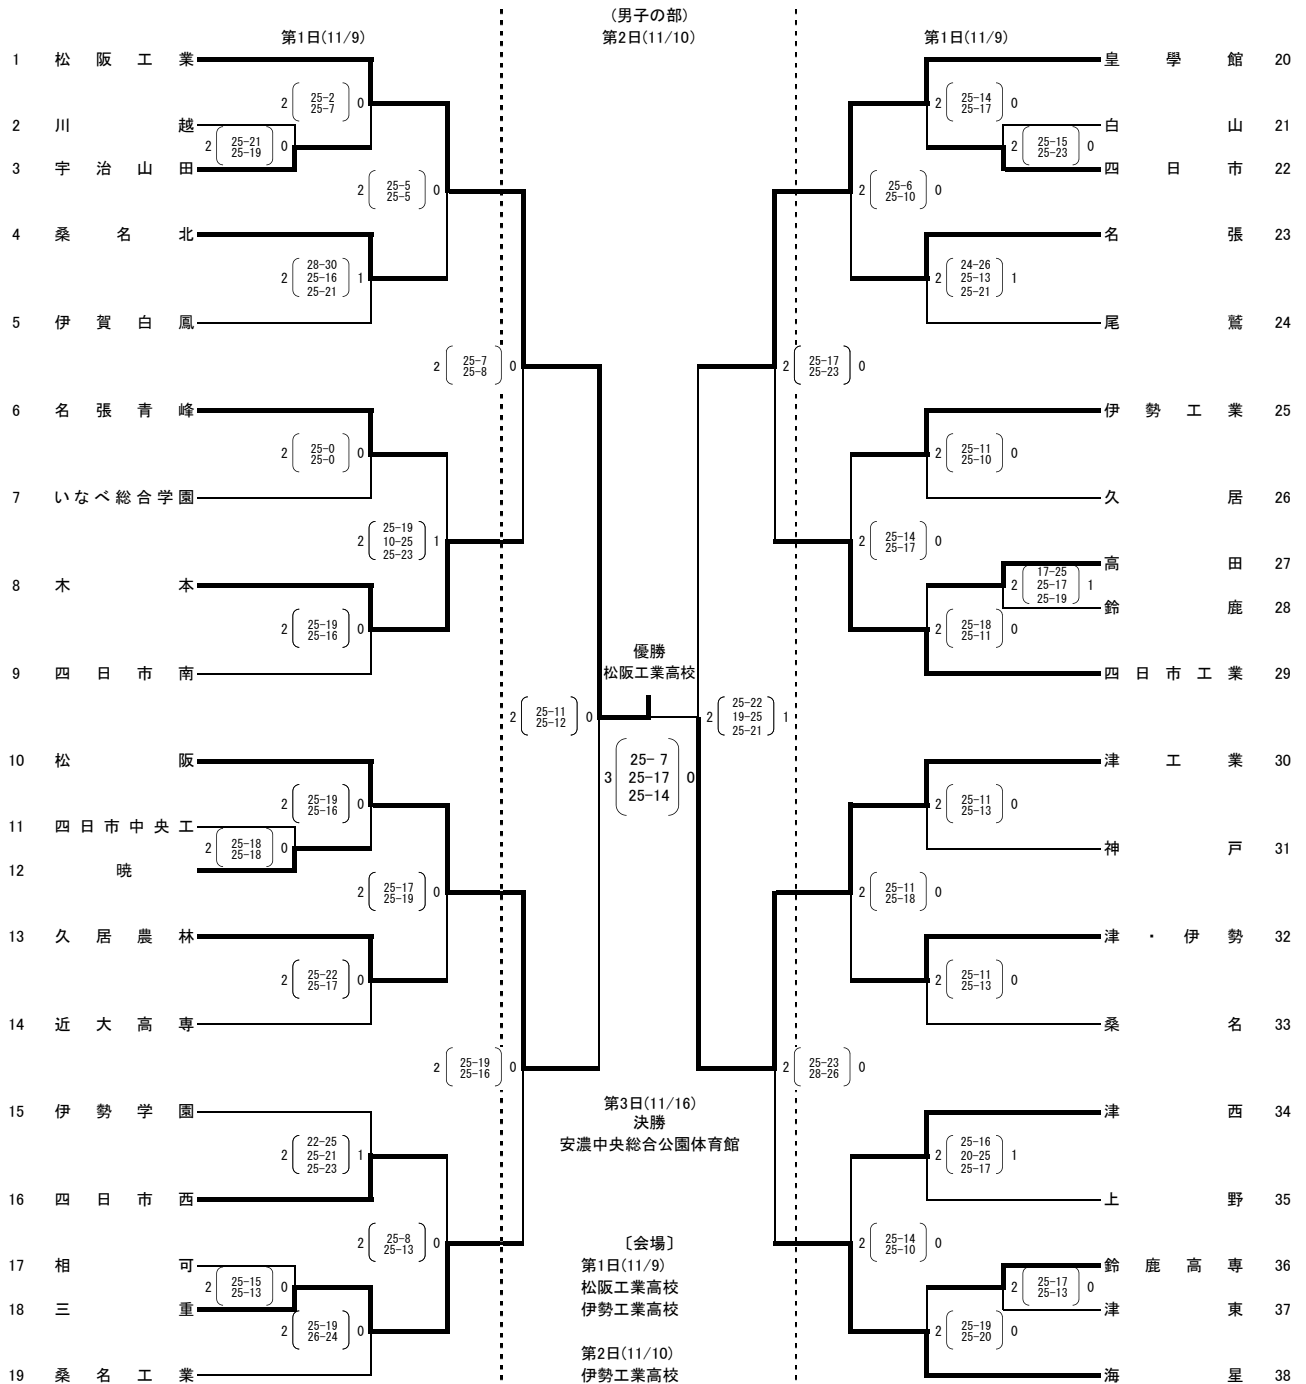 (男子の部)
第1日(11/9)
第2日(11/10)
第1日(11/9)
1 松阪工業
2 川越
3 宇治山田
4 桑名北
5 伊賀白鳳
6 名張青峰
7 いなべ総合学園
8 木本
9 四日市南
10 松阪
11 四日市中央工
12 暁
13 久居農林
14 近大高専
15 伊勢学園
16 四日市西
17 相可
18 三重
19 桑名工業
2 25-2 0
25-7
2 25-21 0
25-19
2 25-5 0
25-5
2 28-30 1
25-16
25-21
2 25-7 0
25-8
2 25-0 0
25-0
2 25-19 1
10-25
25-23
2 25-19 0
25-16
2 25-11 0
25-12
2 25-19 0
25-16
2 25-18 0
25-18
2 25-17 0
25-19
2 25-22 0
25-17
2 25-19 0
25-16
2 22-25 1
25-21
25-23
2 25-8 0
25-13
2 25-15 0
25-13
2 25-19 0
26-24
優勝
松阪工業高校
3 25- 7 0
25-17
25-14
第3日(11/16)
決勝
安濃中央総合公園体育館
〔会場〕
第1日(11/9)
松阪工業高校
伊勢工業高校
第2日(11/10)
伊勢工業高校
皇學館 20
白山 21
四日市 22
名張 23
尾鷲 24
伊勢工業 25
久居 26
高田 27
鈴鹿 28
四日市工業 29
津工業 30
神戸 31
津・伊勢 32
桑名 33
津西 34
上野 35
鈴鹿高専 36
津東 37
海星 38
2 25-14 0
25-17
2 25-15 0
25-23
2 25-6 0
25-10
2 24-26 1
25-13
25-21
2 25-17 0
25-23
2 25-11 0
25-10
2 25-14 0
25-17
2 17-25 1
25-17
25-19
2 25-18 0
25-11
2 25-22 1
19-25
25-21
2 25-11 0
25-13
2 25-11 0
25-18
2 25-11 0
25-13
2 25-23 0
28-26
2 25-16 1
20-25
25-17
2 25-14 0
25-10
2 25-17 0
25-13
2 25-19 0
25-20